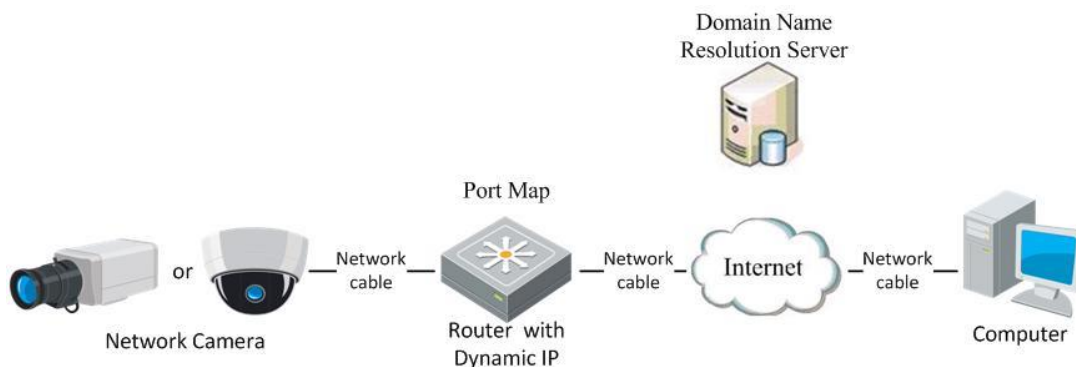 Domain Name
Resolution Server
Port Map
or
Network
cable
Network
cable
Internet
Network
cable
Network Camera
Router with
Dynamic IP
Computer